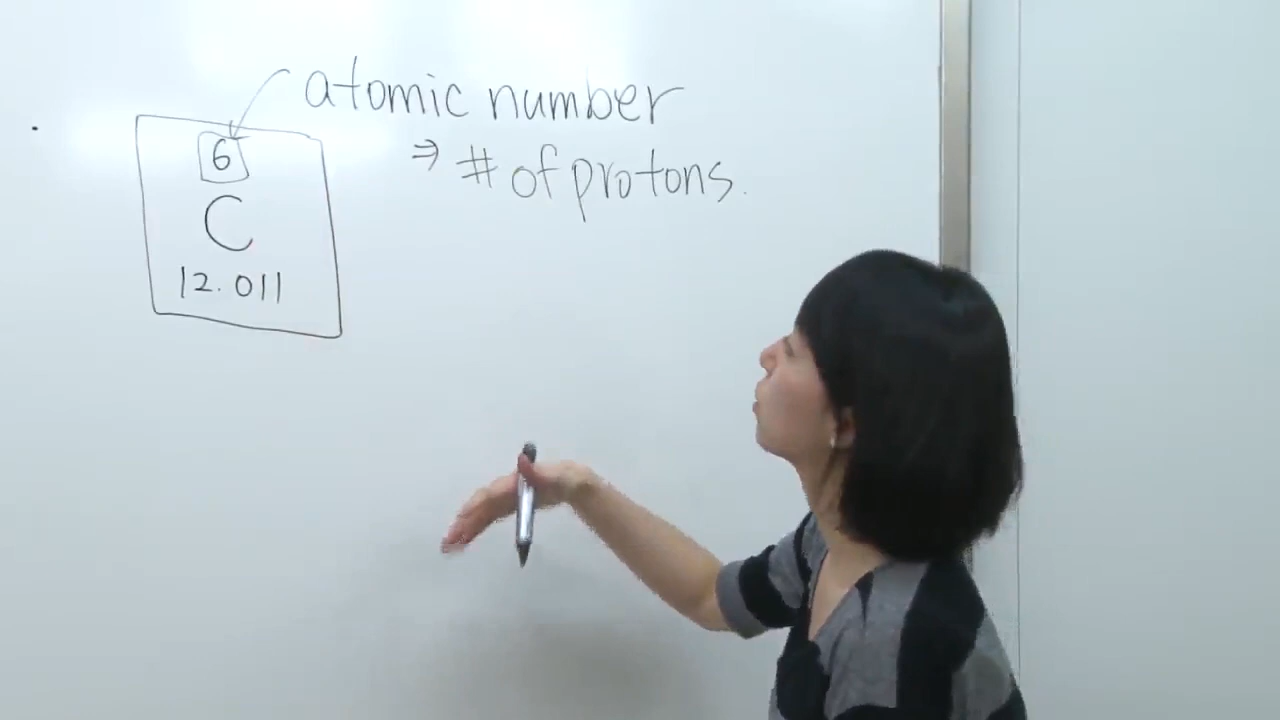 atomic number
⇒ # of protons.
6
C
12.011